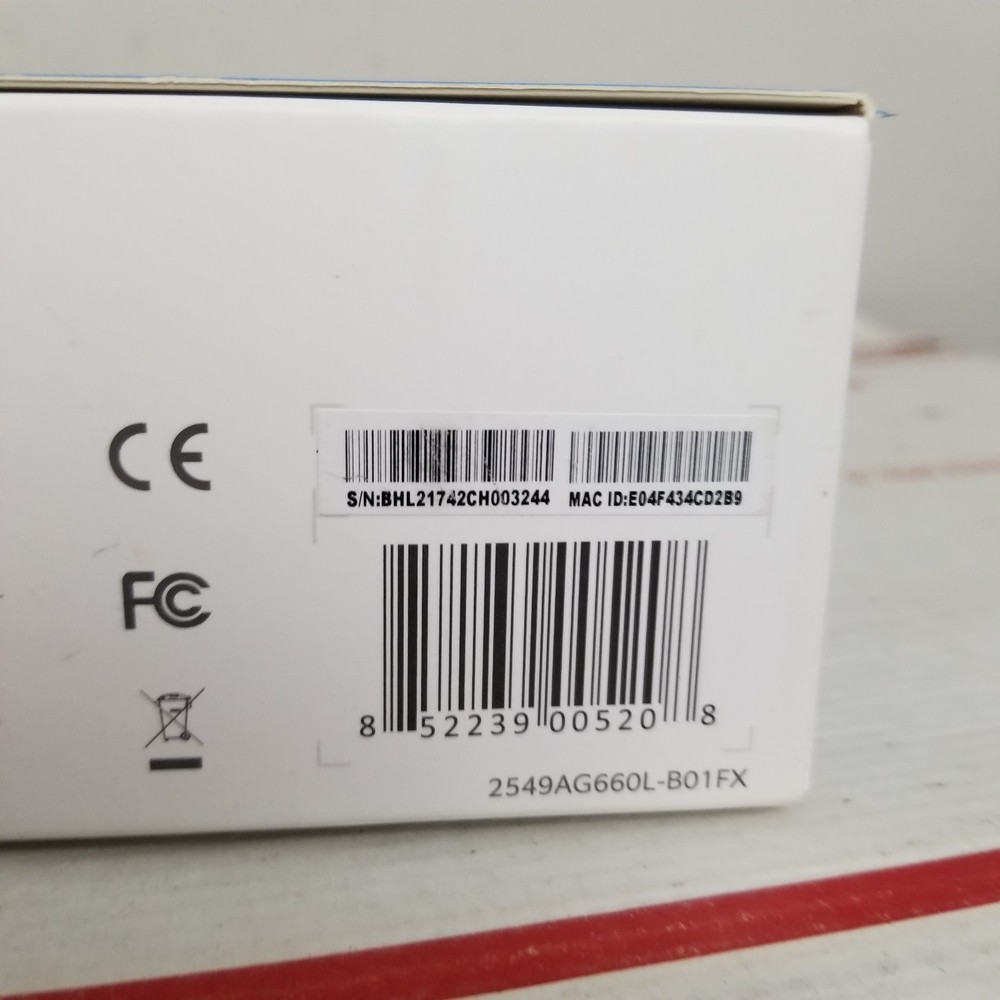 CE
S/N:BHL21742CH003244 MAC ID:E04F434CD2B9
FC
8 52239 00520 8
2549AG660L-B01FX